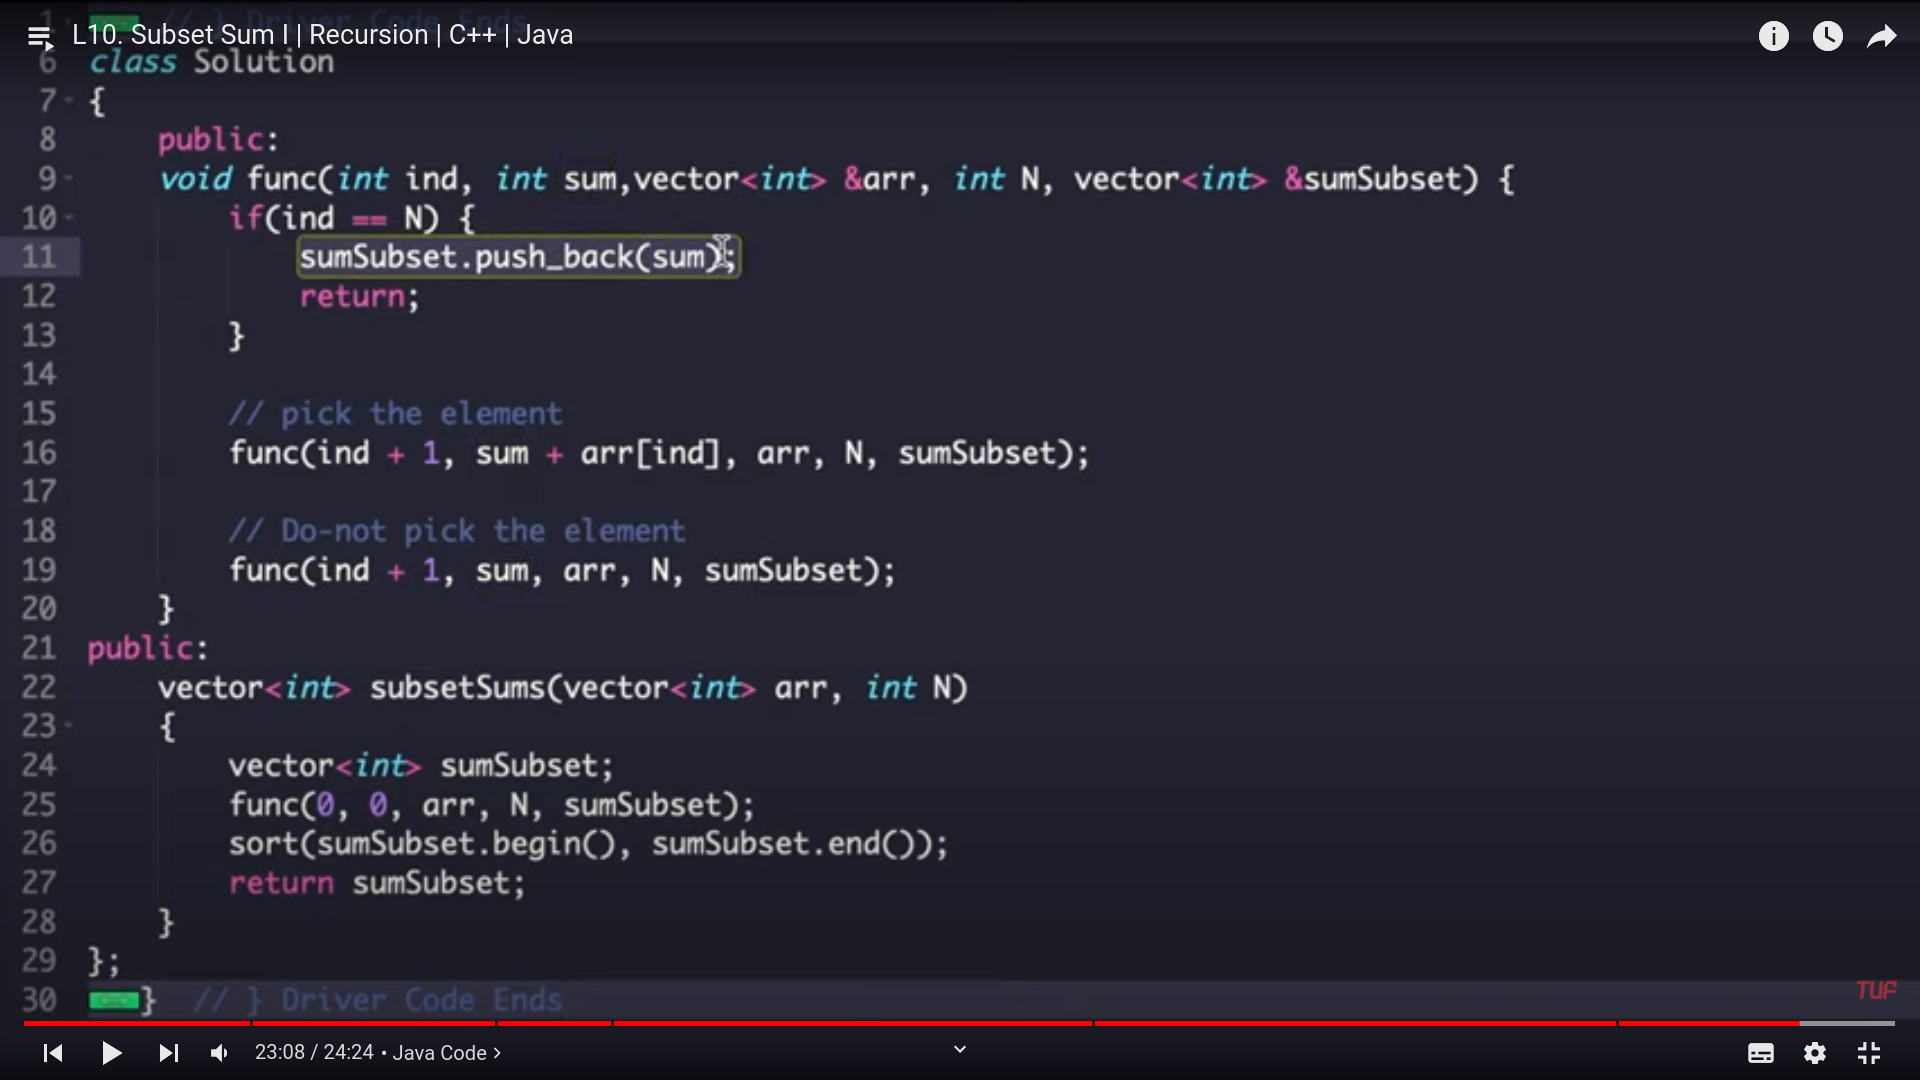 1 // } Driver Code Ends
L10. Subset Sum I | Recursion | C++ | Java
6 class Solution
7 {
8 public:
9 void func(int ind, int sum,vector<int> &arr, int N, vector<int> &sumSubset) {
10 if(ind == N) {
11 sumSubset.push_back(sum);
12 return;
13 }
14
15 // pick the element
16 func(ind + 1, sum + arr[ind], arr, N, sumSubset);
17
18 // Do-not pick the element
19 func(ind + 1, sum, arr, N, sumSubset);
20 }
21 public:
22 vector<int> subsetSums(vector<int> arr, int N)
23 {
24 vector<int> sumSubset;
25 func(0, 0, arr, N, sumSubset);
26 sort(sumSubset.begin(), sumSubset.end());
27 return sumSubset;
28 }
29 };
30 } // } Driver Code Ends
TUF
23:08 / 24:24 • Java Code >